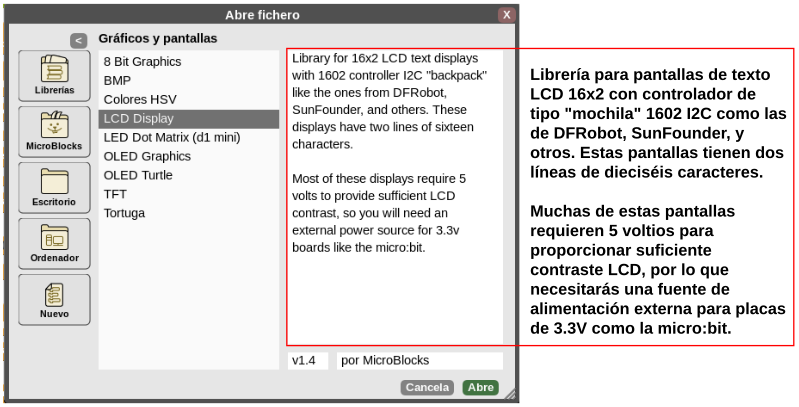 Abre fichero
X
<
Gráficos y pantallas
Librerías
MicroBlocks
Escritorio
Ordenador
Nuevo
8 Bit Graphics
BMP
Colores HSV
LCD Display
LED Dot Matrix (d1 mini)
OLED Graphics
OLED Turtle
TFT
Tortuga
Library for 16x2 LCD text displays
with 1602 controller I2C "backpack"
like the ones from DFRobot,
SunFounder, and others. These
displays have two lines of sixteen
characters.
Most of these displays require 5
volts to provide sufficient LCD
contrast, so you will need an
external power source for 3.3v
boards like the micro:bit.
v1.4
por MicroBlocks
Cancela
Abre
Librería para pantallas de texto
LCD 16x2 con controlador de
tipo "mochila" 1602 I2C como las
de DFRobot, SunFounder, y
otros. Estas pantallas tienen dos
líneas de dieciséis caracteres.
Muchas de estas pantallas
requieren 5 voltios para
proporcionar suficiente
contraste LCD, por lo que
necesitarás una fuente de
alimentación externa para placas
de 3.3V como la micro:bit.